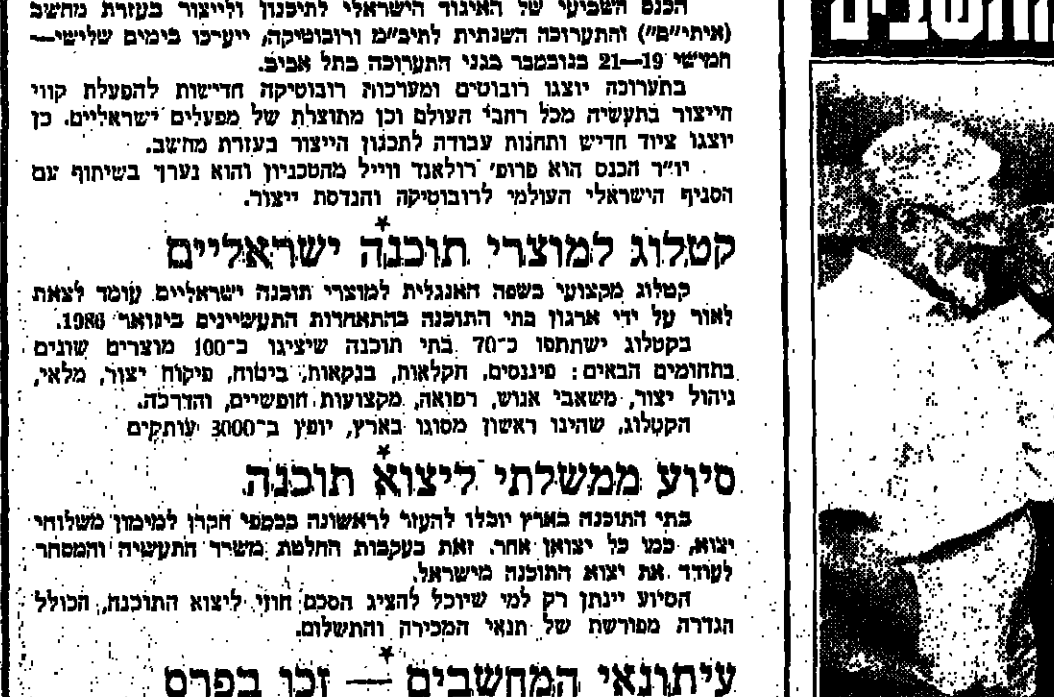 הכנס השביעי של האיגוד הישראלי לתיכנון ולייצור בעזרת מחשב
(איתי״ם) והתערוכה השנתית לתיב״מ ורובוטיקה, ייערכו בימים שלישי—
חמישי 19—21 בנובמבר בגני התערוכה בתל אביב.
בתערוכה יוצגו רובוטים ומערכות רובוטיקה חדישות להפעלת קווי
הייצור בתעשיה מכל רחבי העולם וכן מתוצרת של מפעלים ישראליים. כן
יוצגו ציוד חדיש ותחנות עבודה לתכנון הייצור בעזרת מחשב.
יו״ר הכנס הוא פרופ׳ רולאנד ווייל מהטכניון והוא נערך בשיתוף עם
הסניף הישראלי העולמי לרובוטיקה והנדסת ייצור.
קטלוג למוצרי תוכנה ישראליים
קטלוג מקצועי בשפה האנגלית למוצרי תוכנה ישראליים עומד לצאת
לאור על ידי ארגון בתי התוכנה בהתאחדות התעשיינים בינואר 1986.
בקטלוג ישתתפו כ־70 בתי תוכנה שיציגו כ־100 מוצרים שונים
בתחומים הבאים: פיננסים, חקלאות, בנקאות, ביטוח, פיקוח יצור, מלאי,
ניהול יצור, משאבי אנוש, רפואה, מקצועות חופשיים, והדרכה.
הקטלוג, שהינו ראשון מסוגו בארץ, יופץ ב־3000 עותקים
סיוע ממשלתי ליצוא תוכנה
בתי התוכנה בארץ יוכלו להעזר לראשונה בכספי הקרן למימון משלוחי
יצוא, כמו כל יצואן אחר. זאת בעקבות החלטת משרד התעשיה והמסחר
לעודד את יצוא התוכנה מישראל.
הסיוע יינתן רק למי שיוכל להציג הסכם חוזי ליצוא התוכנה, הכולל
הגדרה מפורשת של תנאי המכירה והתשלום.
עיתונאי המחשבים — זכו בפרס